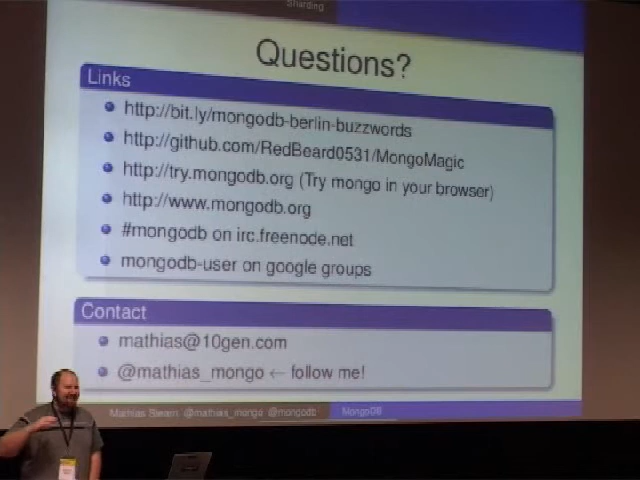 Sharding
Questions?
Links
http://bit.ly/mongodb-berlin-buzzwords
http://github.com/RedBeard0531/MongoMagic
http://try.mongodb.org (Try mongo in your browser)
http://www.mongodb.org
#mongodb on irc.freenode.net
mongodb-user on google groups
Contact
mathias@10gen.com
@mathias_mongo ← follow me!
Mathias Stearn @mathias_mongo @mongodb MongoDB